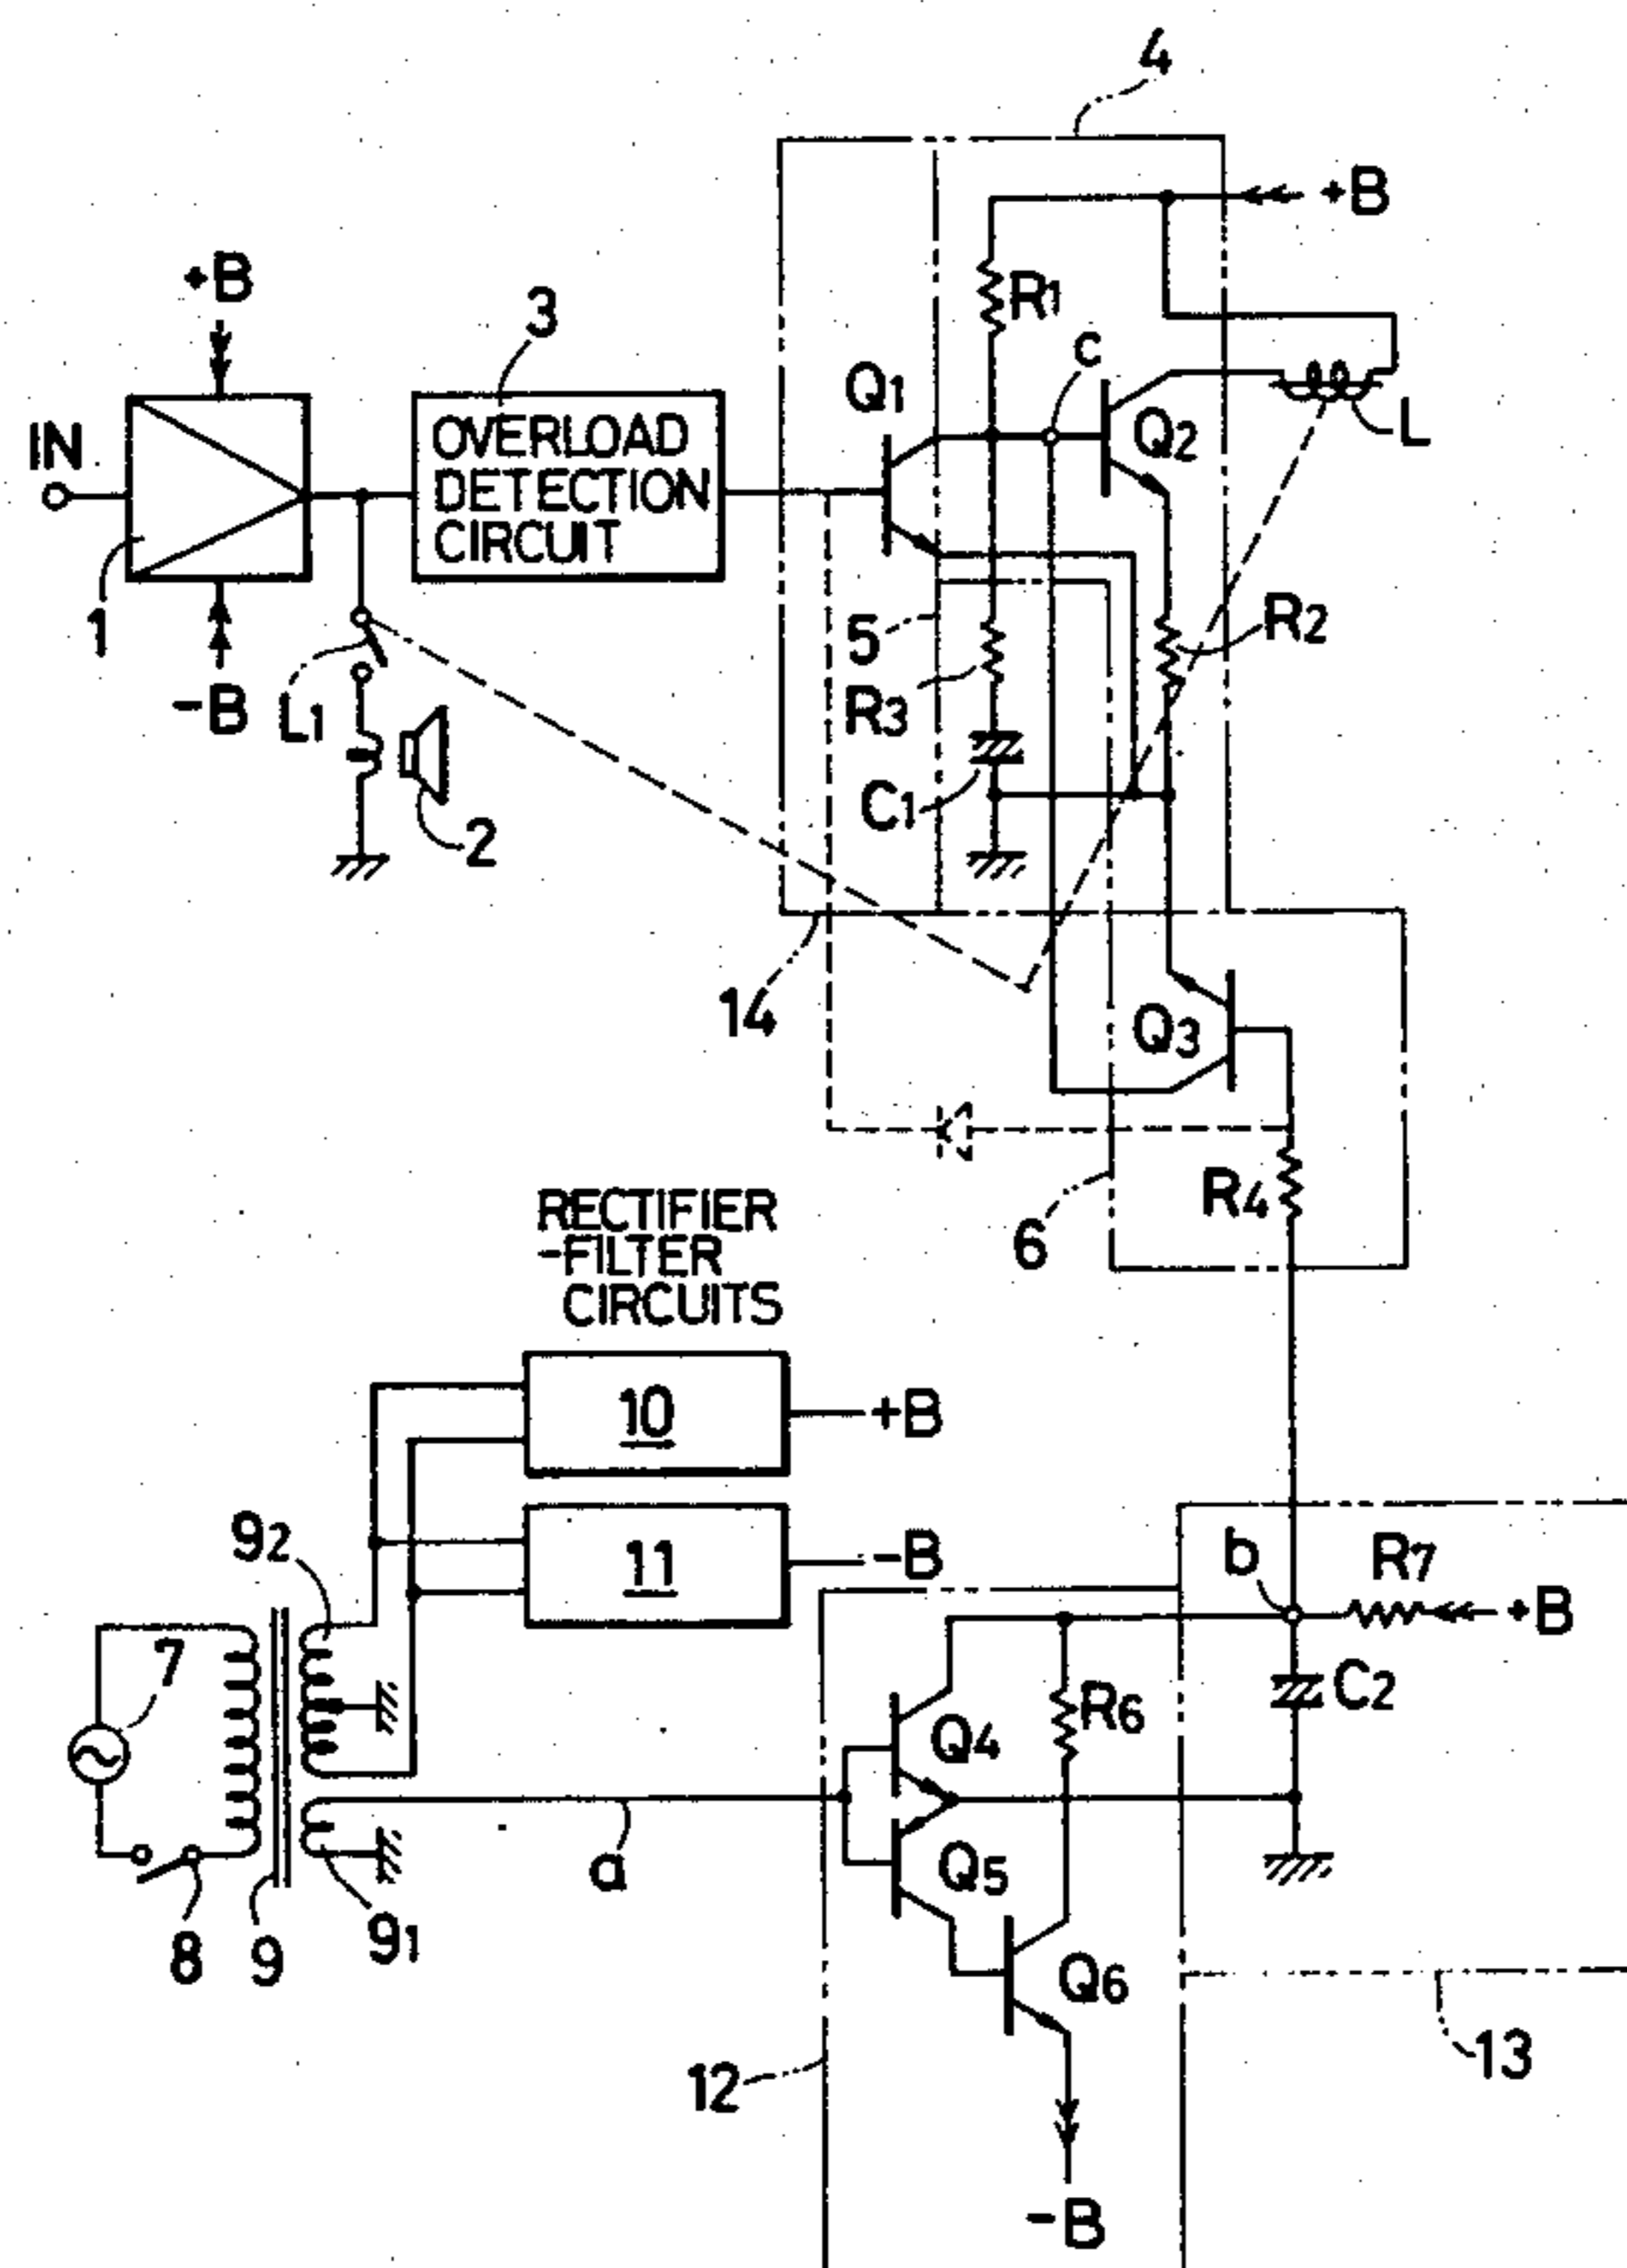 4
+B
+B
3
R1
c
Q1
Q2
L
IN
OVERLOAD
DETECTION
CIRCUIT
1
-B
L1
5
R2
R3
C1
2
14
Q3
R4
6
RECTIFIER
-FILTER
CIRCUITS
10
+B
11
-B
92
b
R7
+B
7
C2
R6
Q4
a
Q5
8
9
91
Q6
12
13
-B